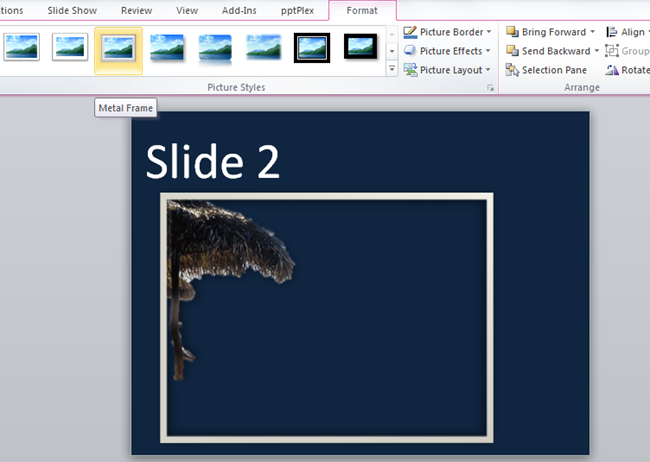 Slide Show Review View Add-Ins pptPlex Format
Picture Border Bring Forward Align
Picture Effects Send Backward Group
Picture Layout Selection Pane Rotate
Picture Styles Arrange
Metal Frame
Slide 2